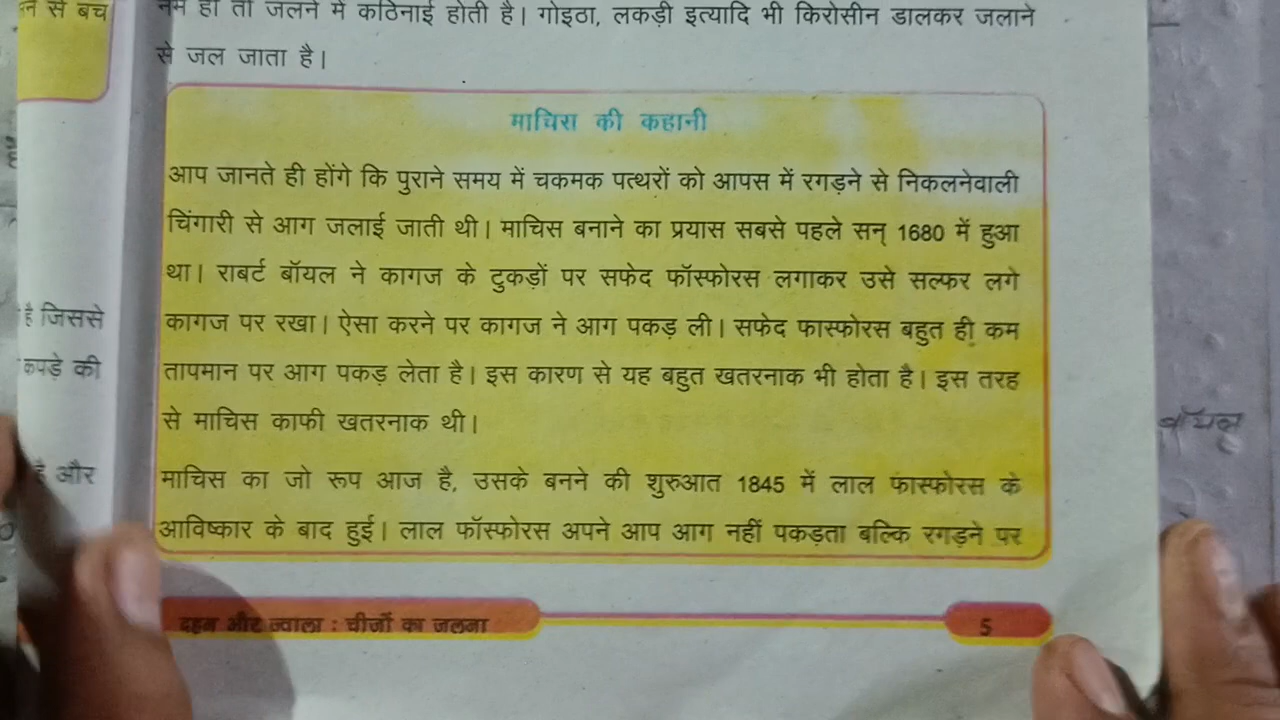 नम हो तो जलने में कठिनाई होती है। गोइठा, लकड़ी इत्यादि भी किरोसीन डालकर जलाने
से जल जाता है।
माचिस की कहानी
आप जानते ही होंगे कि पुराने समय में चकमक पत्थरों को आपस में रगड़ने से निकलनेवाली
चिंगारी से आग जलाई जाती थी। माचिस बनाने का प्रयास सबसे पहले सन् 1680 में हुआ
था। राबर्ट बॉयल ने कागज के टुकड़ों पर सफेद फॉस्फोरस लगाकर उसे सल्फर लगे
कागज पर रखा। ऐसा करने पर कागज ने आग पकड़ ली। सफेद फास्फोरस बहुत ही कम
तापमान पर आग पकड़ लेता है। इस कारण से यह बहुत खतरनाक भी होता है। इस तरह
से माचिस काफी खतरनाक थी।
माचिस का जो रूप आज है, उसके बनने की शुरुआत 1845 में लाल फास्फोरस के
आविष्कार के बाद हुई। लाल फॉस्फोरस अपने आप आग नहीं पकड़ता बल्कि रगड़ने पर
दहन और ज्वाला : चीजों का जलना
5
से बच
है जिससे
कपड़े की
है और
बॉयल